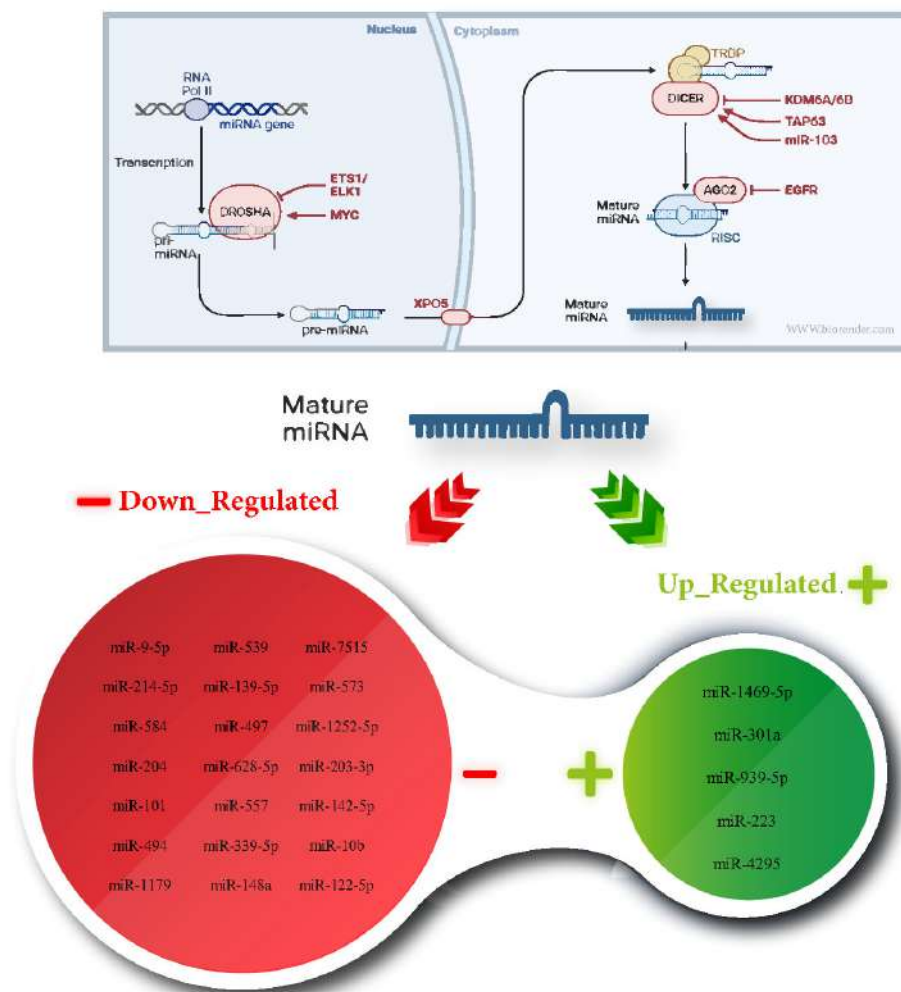 Nucleus
Cytoplasm
RNA
Pol II
miRNA gene
Transcription
ETS1/
ELK1
DROSHA
MYC
pri-
miRNA
pre-miRNA
XPO5
TRBP
DICER
KDM6A/6B
TAP63
miR-103
AGO2
EGFR
Mature
miRNA
RISC
Mature
miRNA
WWW.biorender.com
Mature
miRNA
Down_Regulated
Up_Regulated.
miR-9-5p miR-539 miR-7515
miR-214-5p miR-139-5p miR-573
miR-584 miR-497 miR-1252-5p
miR-204 miR-628-5p miR-203-3p
miR-101 miR-557 miR-142-5p
miR-494 miR-339-5p miR-10b
miR-1179 miR-148a miR-122-5p
miR-1469-5p
miR-301a
miR-939-5p
miR-223
miR-4295